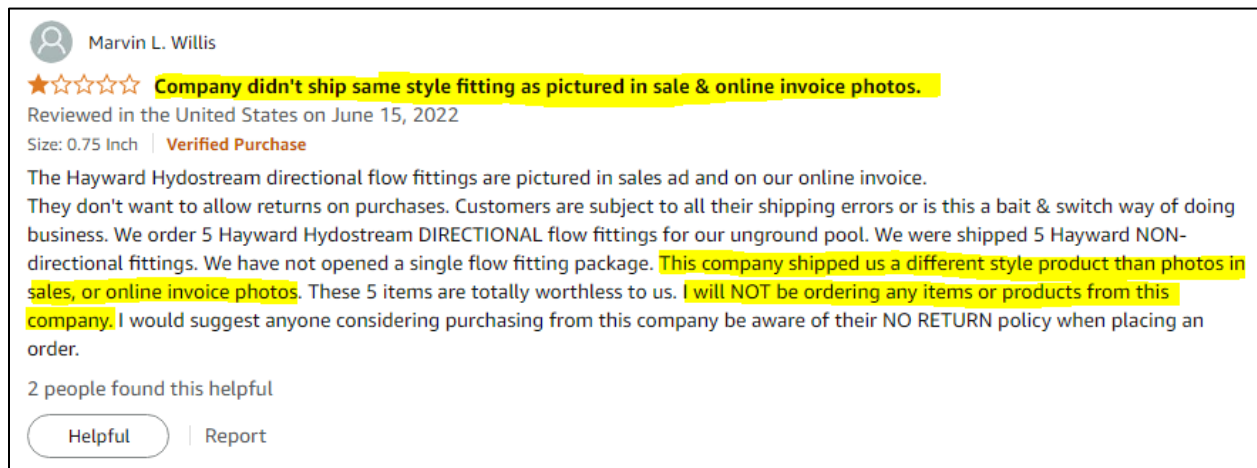 Marvin L. Willis
Company didn't ship same style fitting as pictured in sale & online invoice photos.
Reviewed in the United States on June 15, 2022
Size: 0.75 Inch Verified Purchase
The Hayward Hydostream directional flow fittings are pictured in sales ad and on our online invoice.
They don't want to allow returns on purchases. Customers are subject to all their shipping errors or is this a bait & switch way of doing
business. We order 5 Hayward Hydostream DIRECTIONAL flow fittings for our unground pool. We were shipped 5 Hayward NON-
directional fittings. We have not opened a single flow fitting package. This company shipped us a different style product than photos in
sales, or online invoice photos. These 5 items are totally worthless to us. I will NOT be ordering any items or products from this
company. I would suggest anyone considering purchasing from this company be aware of their NO RETURN policy when placing an
order.
2 people found this helpful
Helpful Report